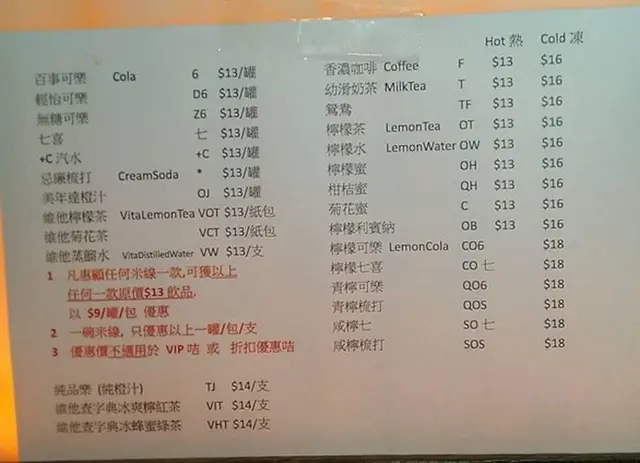 百事可樂 Cola 6 $13/罐
輕怡可樂 D6 $13/罐
無糖可樂 Z6 $13/罐
七喜 七 $13/罐
+C 汽水 +C $13/罐
忌廉梳打 CreamSoda * $13/罐
美年達橙汁 OJ $13/罐
維他檸檬茶 VitaLemonTea VOT $13/紙包
維他菊花茶 VCT $13/紙包
維他蒸餾水 VitaDistilledWater VW $13/支
1 凡惠顧任何米線一款,可獲以上
任何一款原價$13 飲品,
以 $9/罐/包 優惠
2 一碗米線, 只優惠以上一罐/包/支
3 優惠價不適用於 VIP 咭 或 折扣優惠咭
純品樂 (純橙汁) TJ $14/支
維他查字典冰爽檸紅茶 VIT $14/支
維他查字典冰蜂蜜綠茶 VHT $14/支
Hot 熱 Cold 凍
香濃咖啡 Coffee F $13 $16
幼滑奶茶 MilkTea T $13 $16
鴛鴦 TF $13 $16
檸檬茶 LemonTea OT $13 $16
檸檬水 LemonWater OW $13 $16
檸檬蜜 OH $13 $16
柑桔蜜 QH $13 $16
菊花蜜 C $13 $16
檸檬利賓納 OB $13 $16
檸檬可樂 LemonCola CO6 $18
檸檬七喜 CO 七 $18
青檸可樂 QO6 $18
青檸梳打 QOS $18
咸檸七 SO 七 $18
咸檸梳打 SOS $18